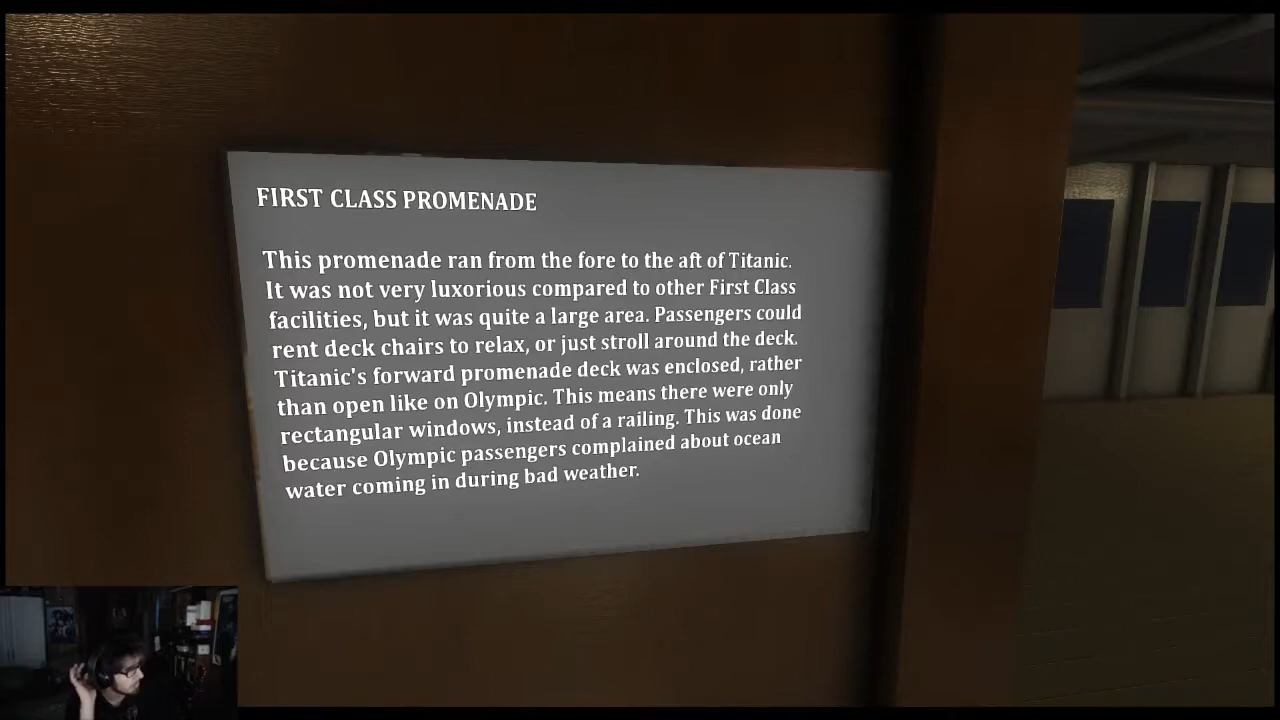 FIRST CLASS PROMENADE
This promenade ran from the fore to the aft of Titanic.
It was not very luxorious compared to other First Class
facilities, but it was quite a large area. Passengers could
rent deck chairs to relax, or just stroll around the deck.
Titanic's forward promenade deck was enclosed, rather
than open like on Olympic. This means there were only
rectangular windows, instead of a railing. This was done
because Olympic passengers complained about ocean
water coming in during bad weather.